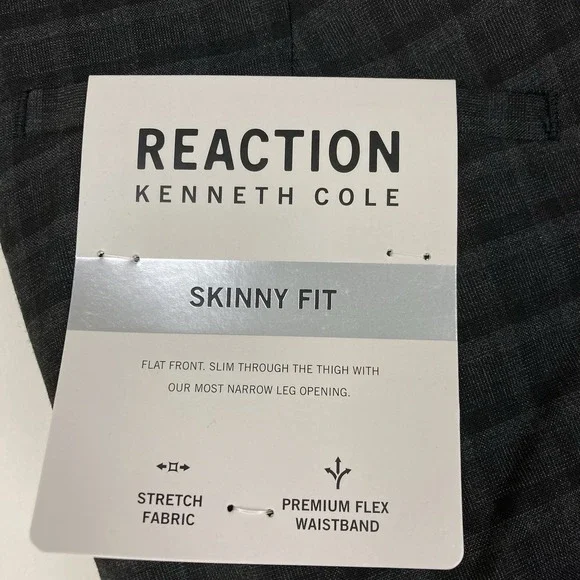 REACTION
KENNETH COLE
SKINNY FIT
FLAT FRONT. SLIM THROUGH THE THIGH WITH
OUR MOST NARROW LEG OPENING.
STRETCH
FABRIC
PREMIUM FLEX
WAISTBAND